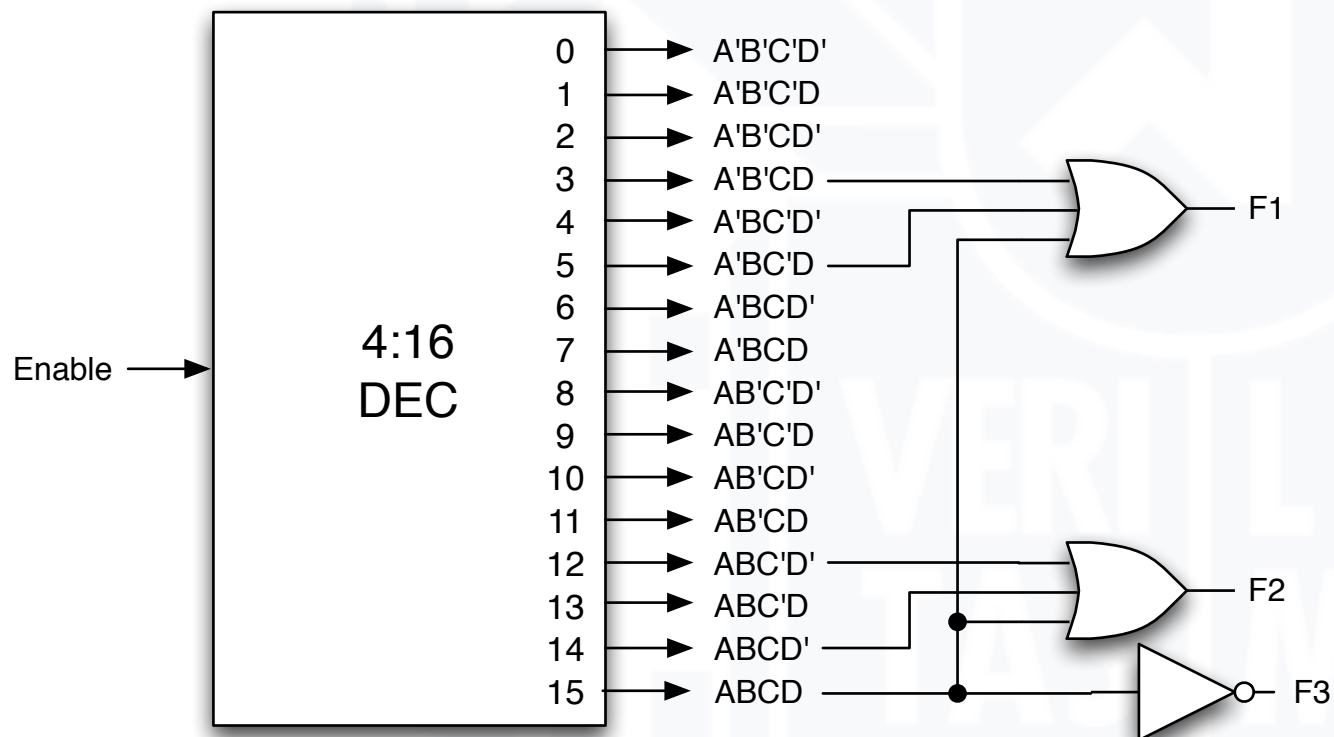 0 A'B'C'D'
1 A'B'C'D
2 A'B'CD'
3 A'B'CD
F1
4 A'BC'D'
5 A'BC'D
6 A'BCD'
7 A'BCD
4:16
DEC
Enable
8 AB'C'D'
9 AB'C'D
10 AB'CD'
11 AB'CD
12 ABC'D'
13 ABC'D
F2
14 ABCD'
15 ABCD
F3
VERI L